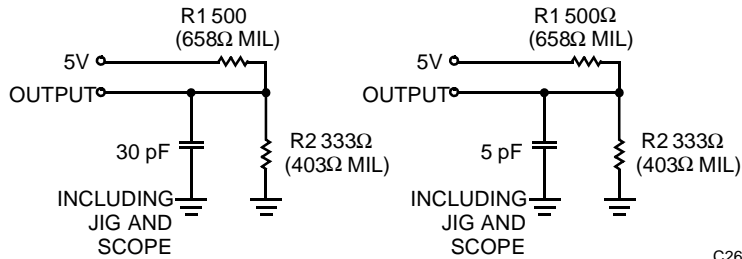 R1 500
(658Ω MIL)
5V
OUTPUT
30 pF
R2 333Ω
(403Ω MIL)
INCLUDING
JIG AND
SCOPE
R1 500Ω
(658Ω MIL)
5V
OUTPUT
5 pF
R2 333Ω
(403Ω MIL)
INCLUDING
JIG AND
SCOPE
C26